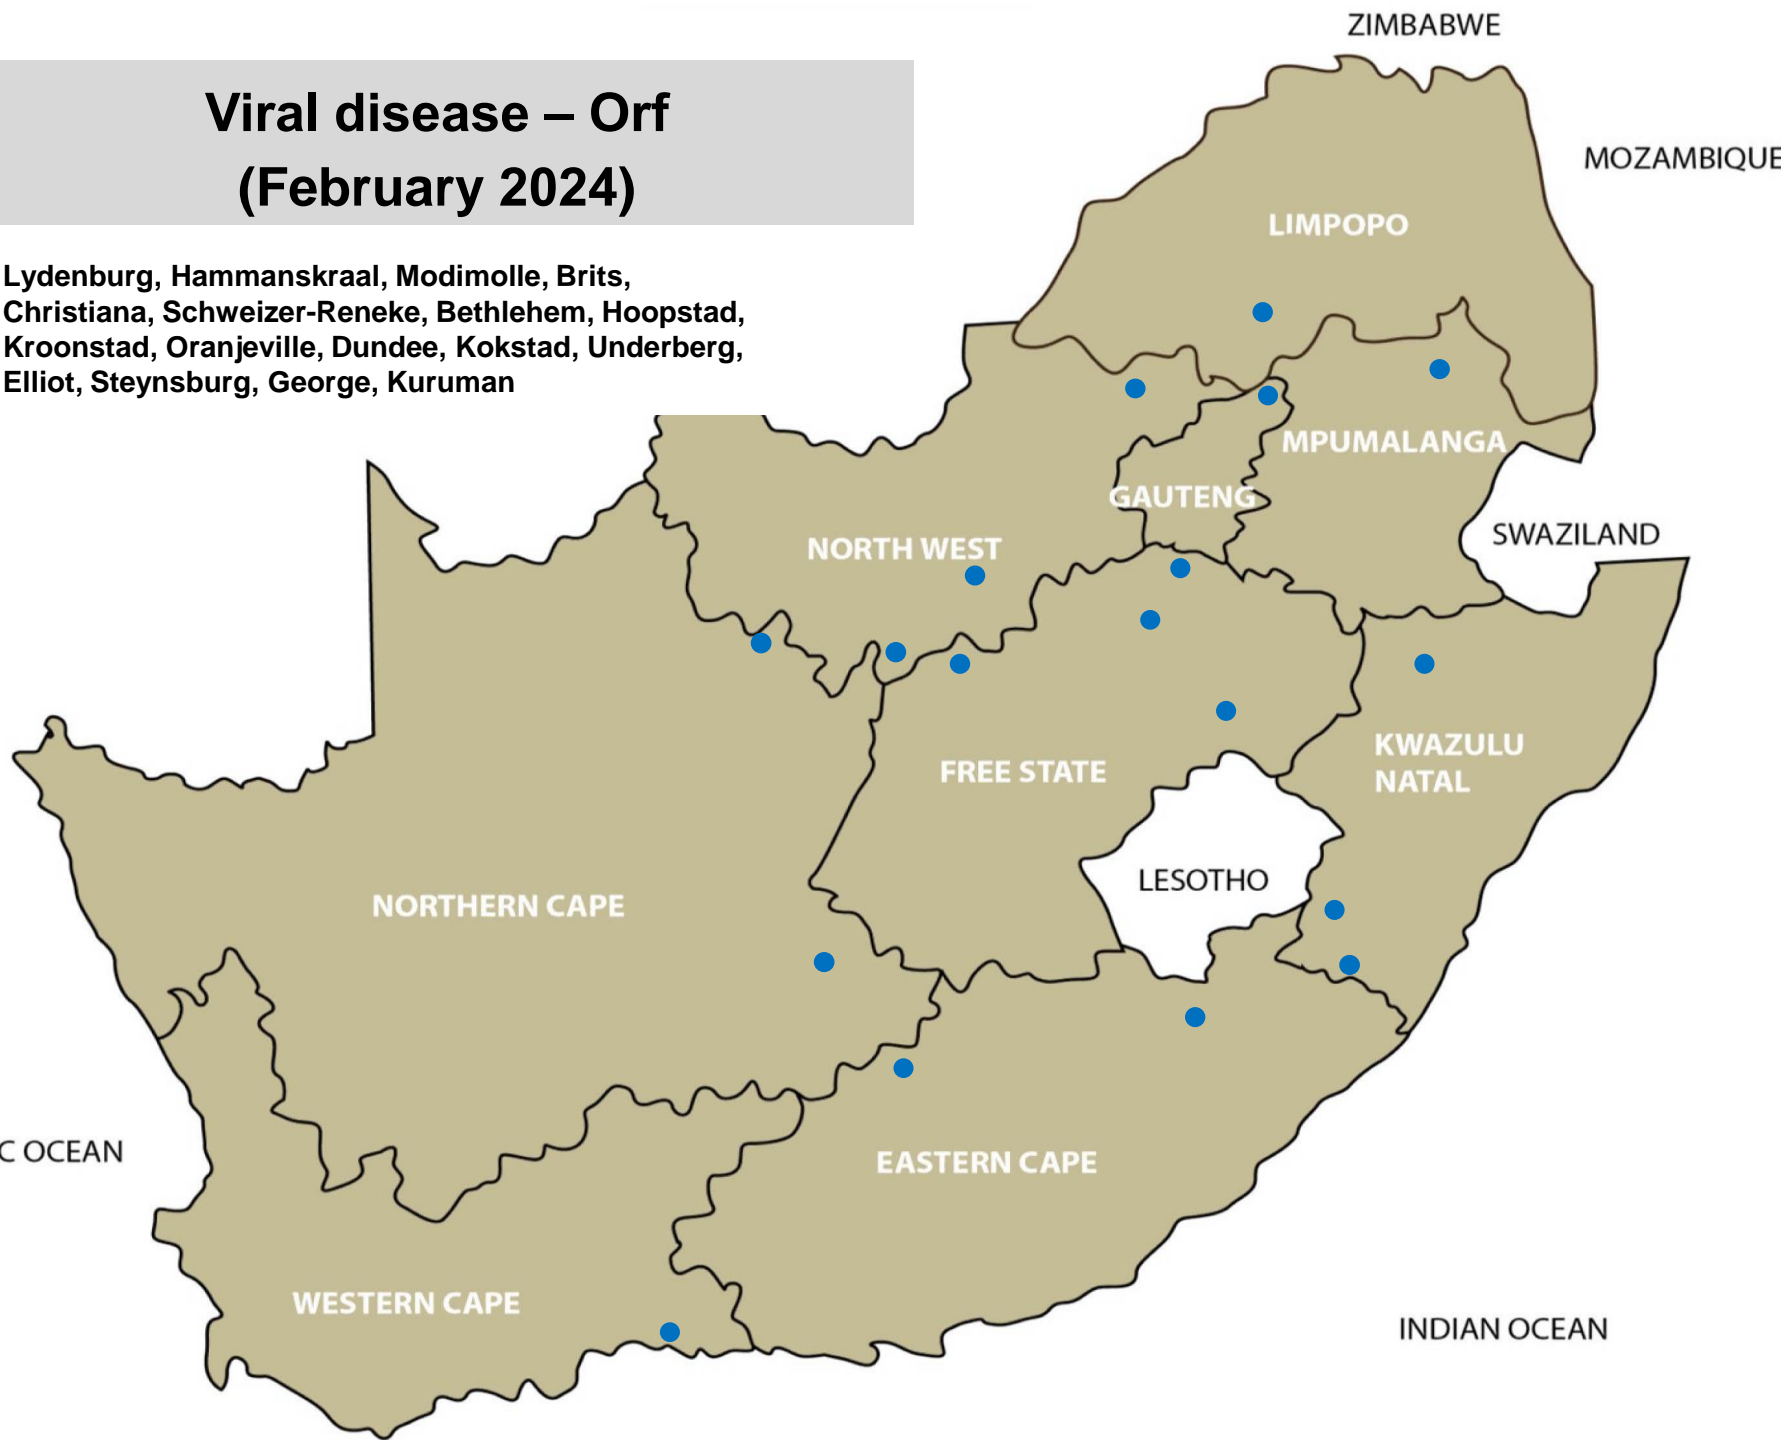 ZIMBABWE
Viral disease – Orf
(February 2024)
MOZAMBIQUE
LIMPOPO
Lydenburg, Hammanskraal, Modimolle, Brits,
Christiana, Schweizer-Reneke, Bethlehem, Hoopstad,
Kroonstad, Oranjeville, Dundee, Kokstad, Underberg,
Elliot, Steynsburg, George, Kuruman
MPUMALANGA
GAUTENG
SWAZILAND
NORTH WEST
KWAZULU
NATAL
FREE STATE
LESOTHO
NORTHERN CAPE
C OCEAN
EASTERN CAPE
WESTERN CAPE
INDIAN OCEAN